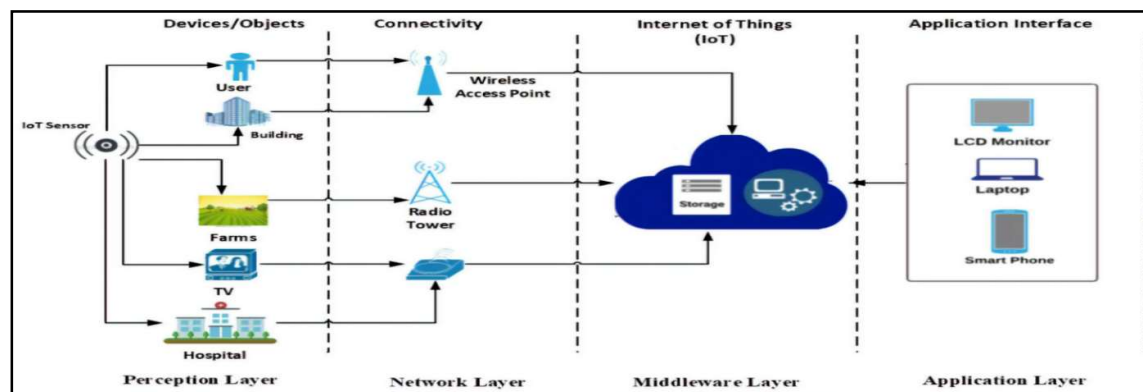 Devices/Objects
Connectivity
Internet of Things
(IoT)
Application Interface
User
Wireless
Access Point
IoT Sensor
Building
LCD Monitor
Laptop
Storage
Farms
Radio
Tower
TV
Smart Phone
Hospital
Perception Layer
Network Layer
Middleware Layer
Application Layer